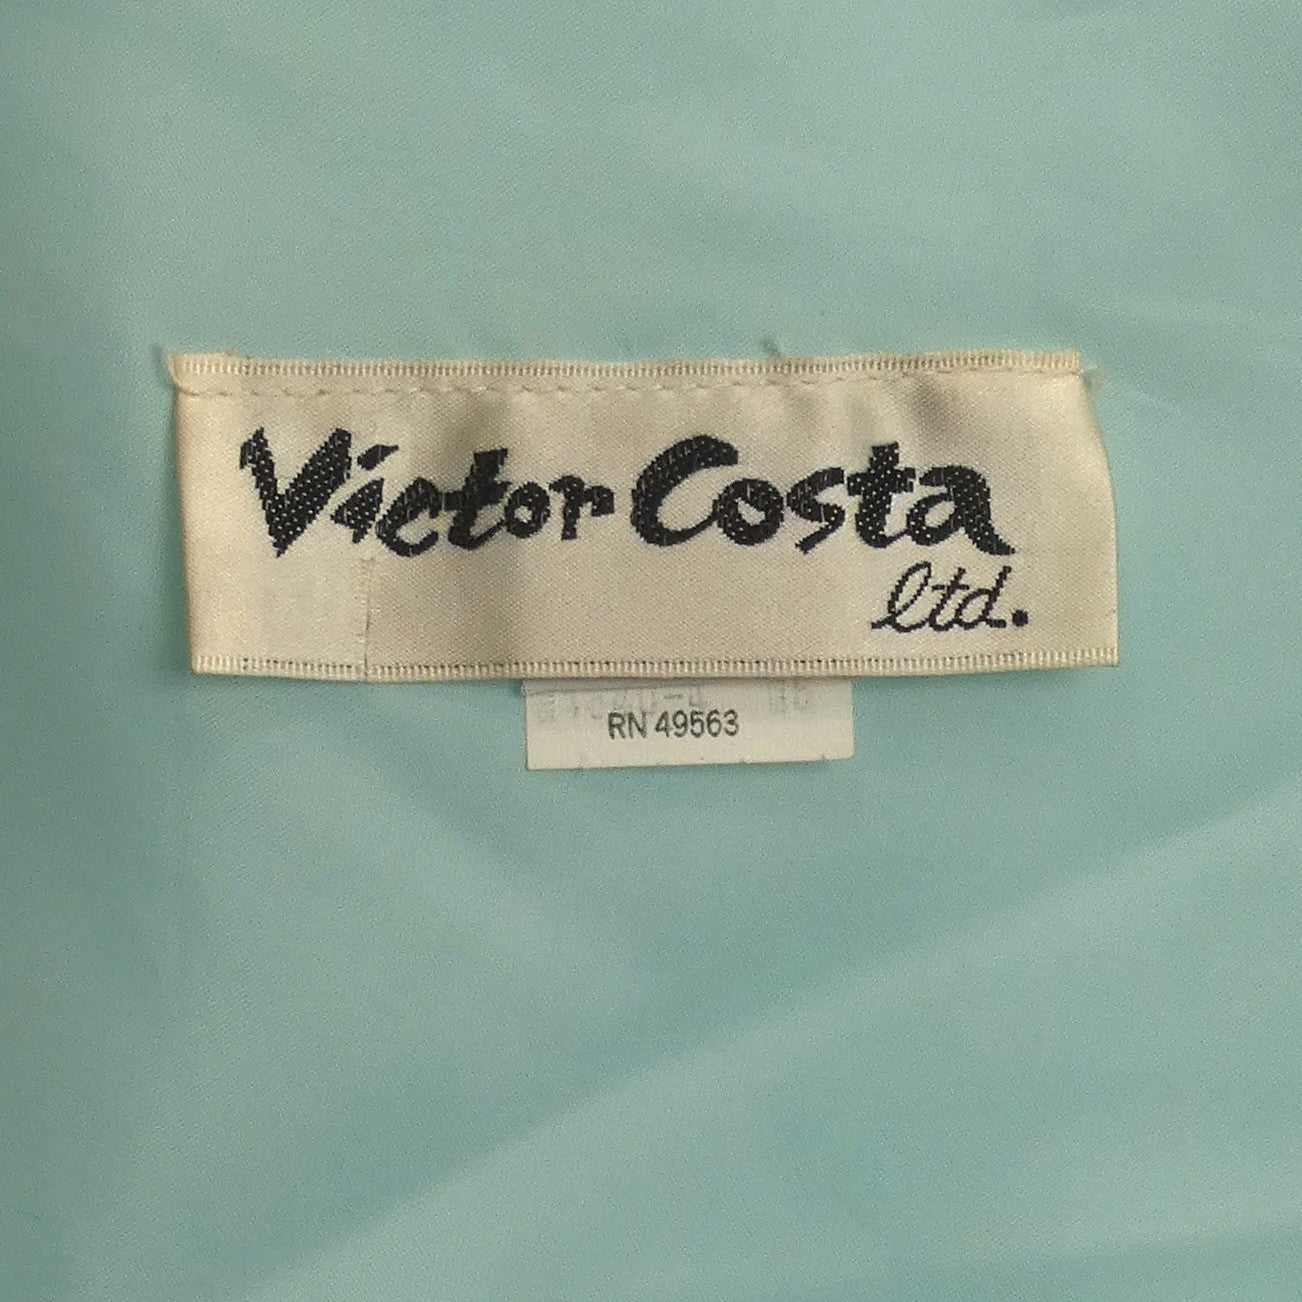 Victor Costa
ltd.
RN 49563